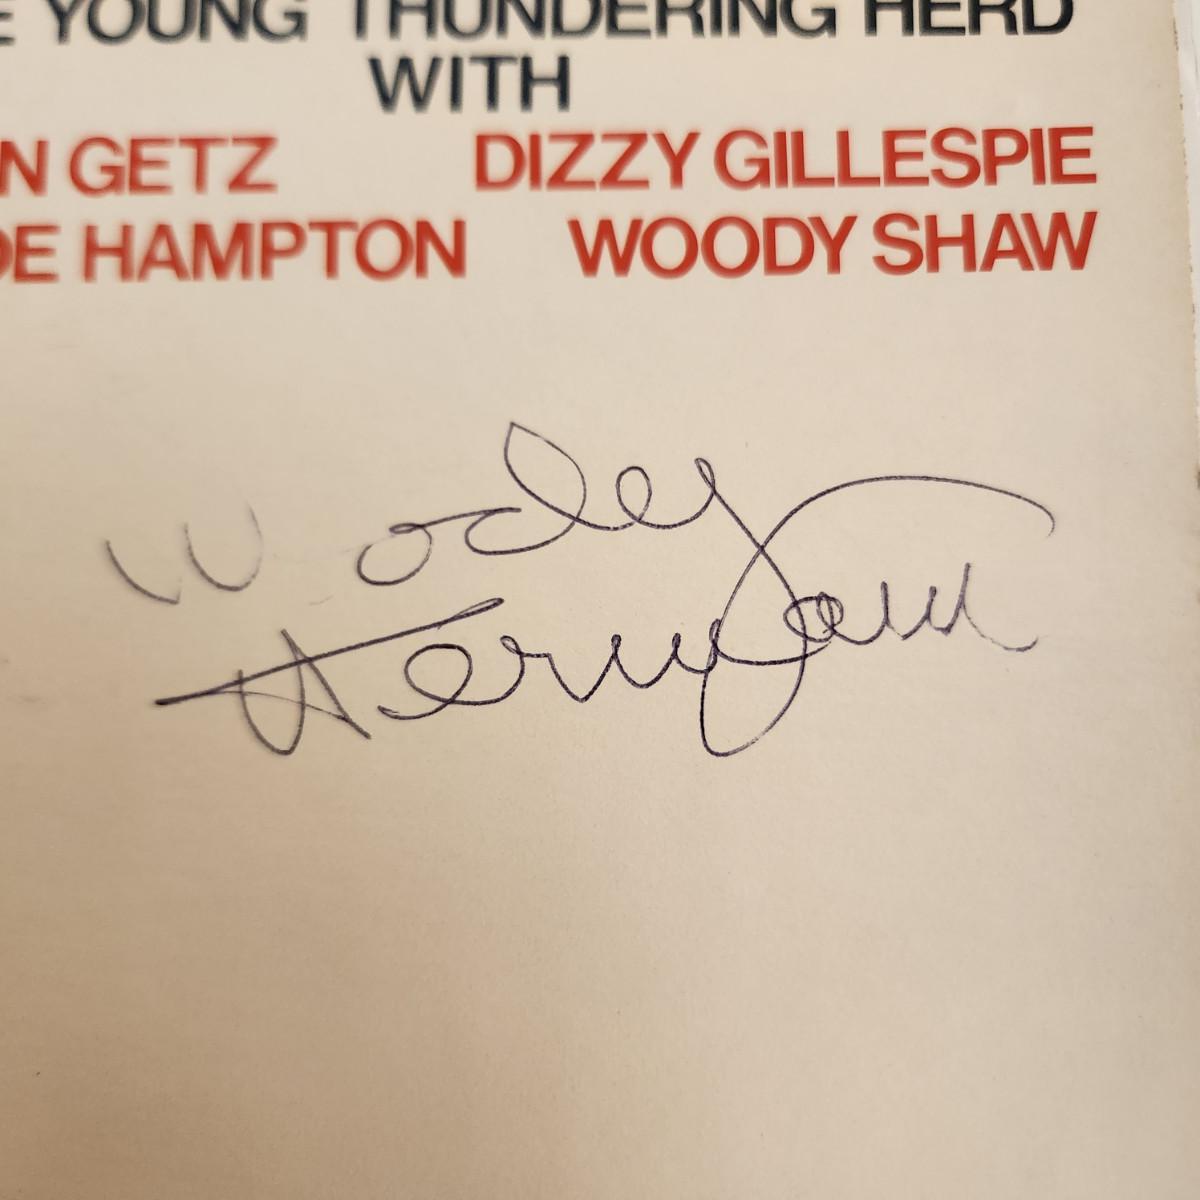 E YOUNG THUNDERING HERD
WITH
N GETZ DIZZY GILLESPIE
DE HAMPTON WOODY SHAW
Woody
Herman